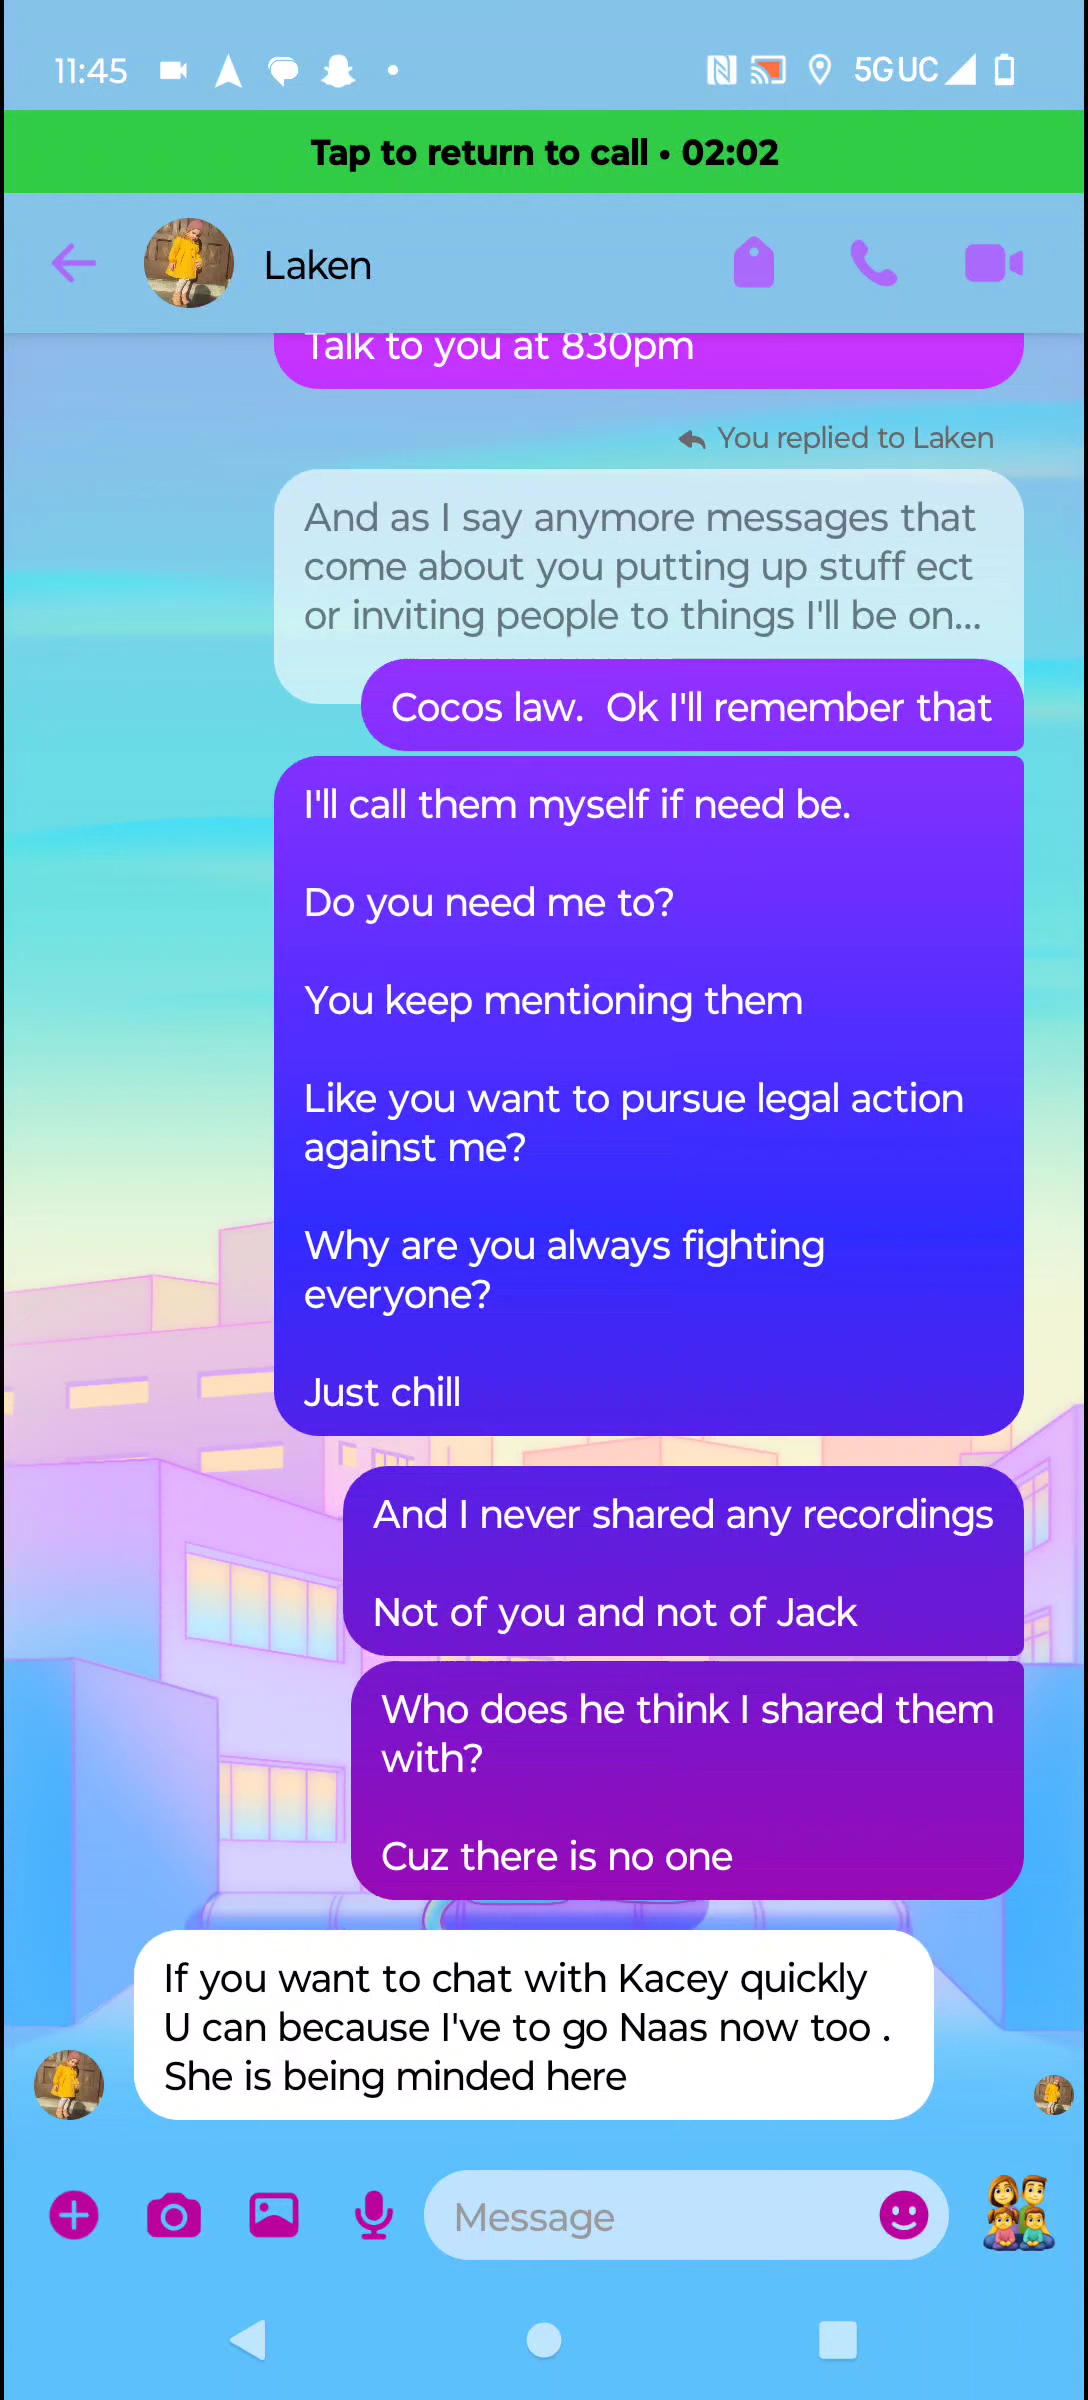 11:45
5G UC
Tap to return to call • 02:02
Laken
Talk to you at 830pm
You replied to Laken
And as I say anymore messages that
come about you putting up stuff ect
or inviting people to things I'll be on...
Cocos law.  Ok I'll remember that
I'll call them myself if need be.
Do you need me to?
You keep mentioning them
Like you want to pursue legal action
against me?
Why are you always fighting
everyone?
Just chill
And I never shared any recordings
Not of you and not of Jack
Who does he think I shared them
with?
Cuz there is no one
If you want to chat with Kacey quickly
U can because I've to go Naas now too .
She is being minded here
Message